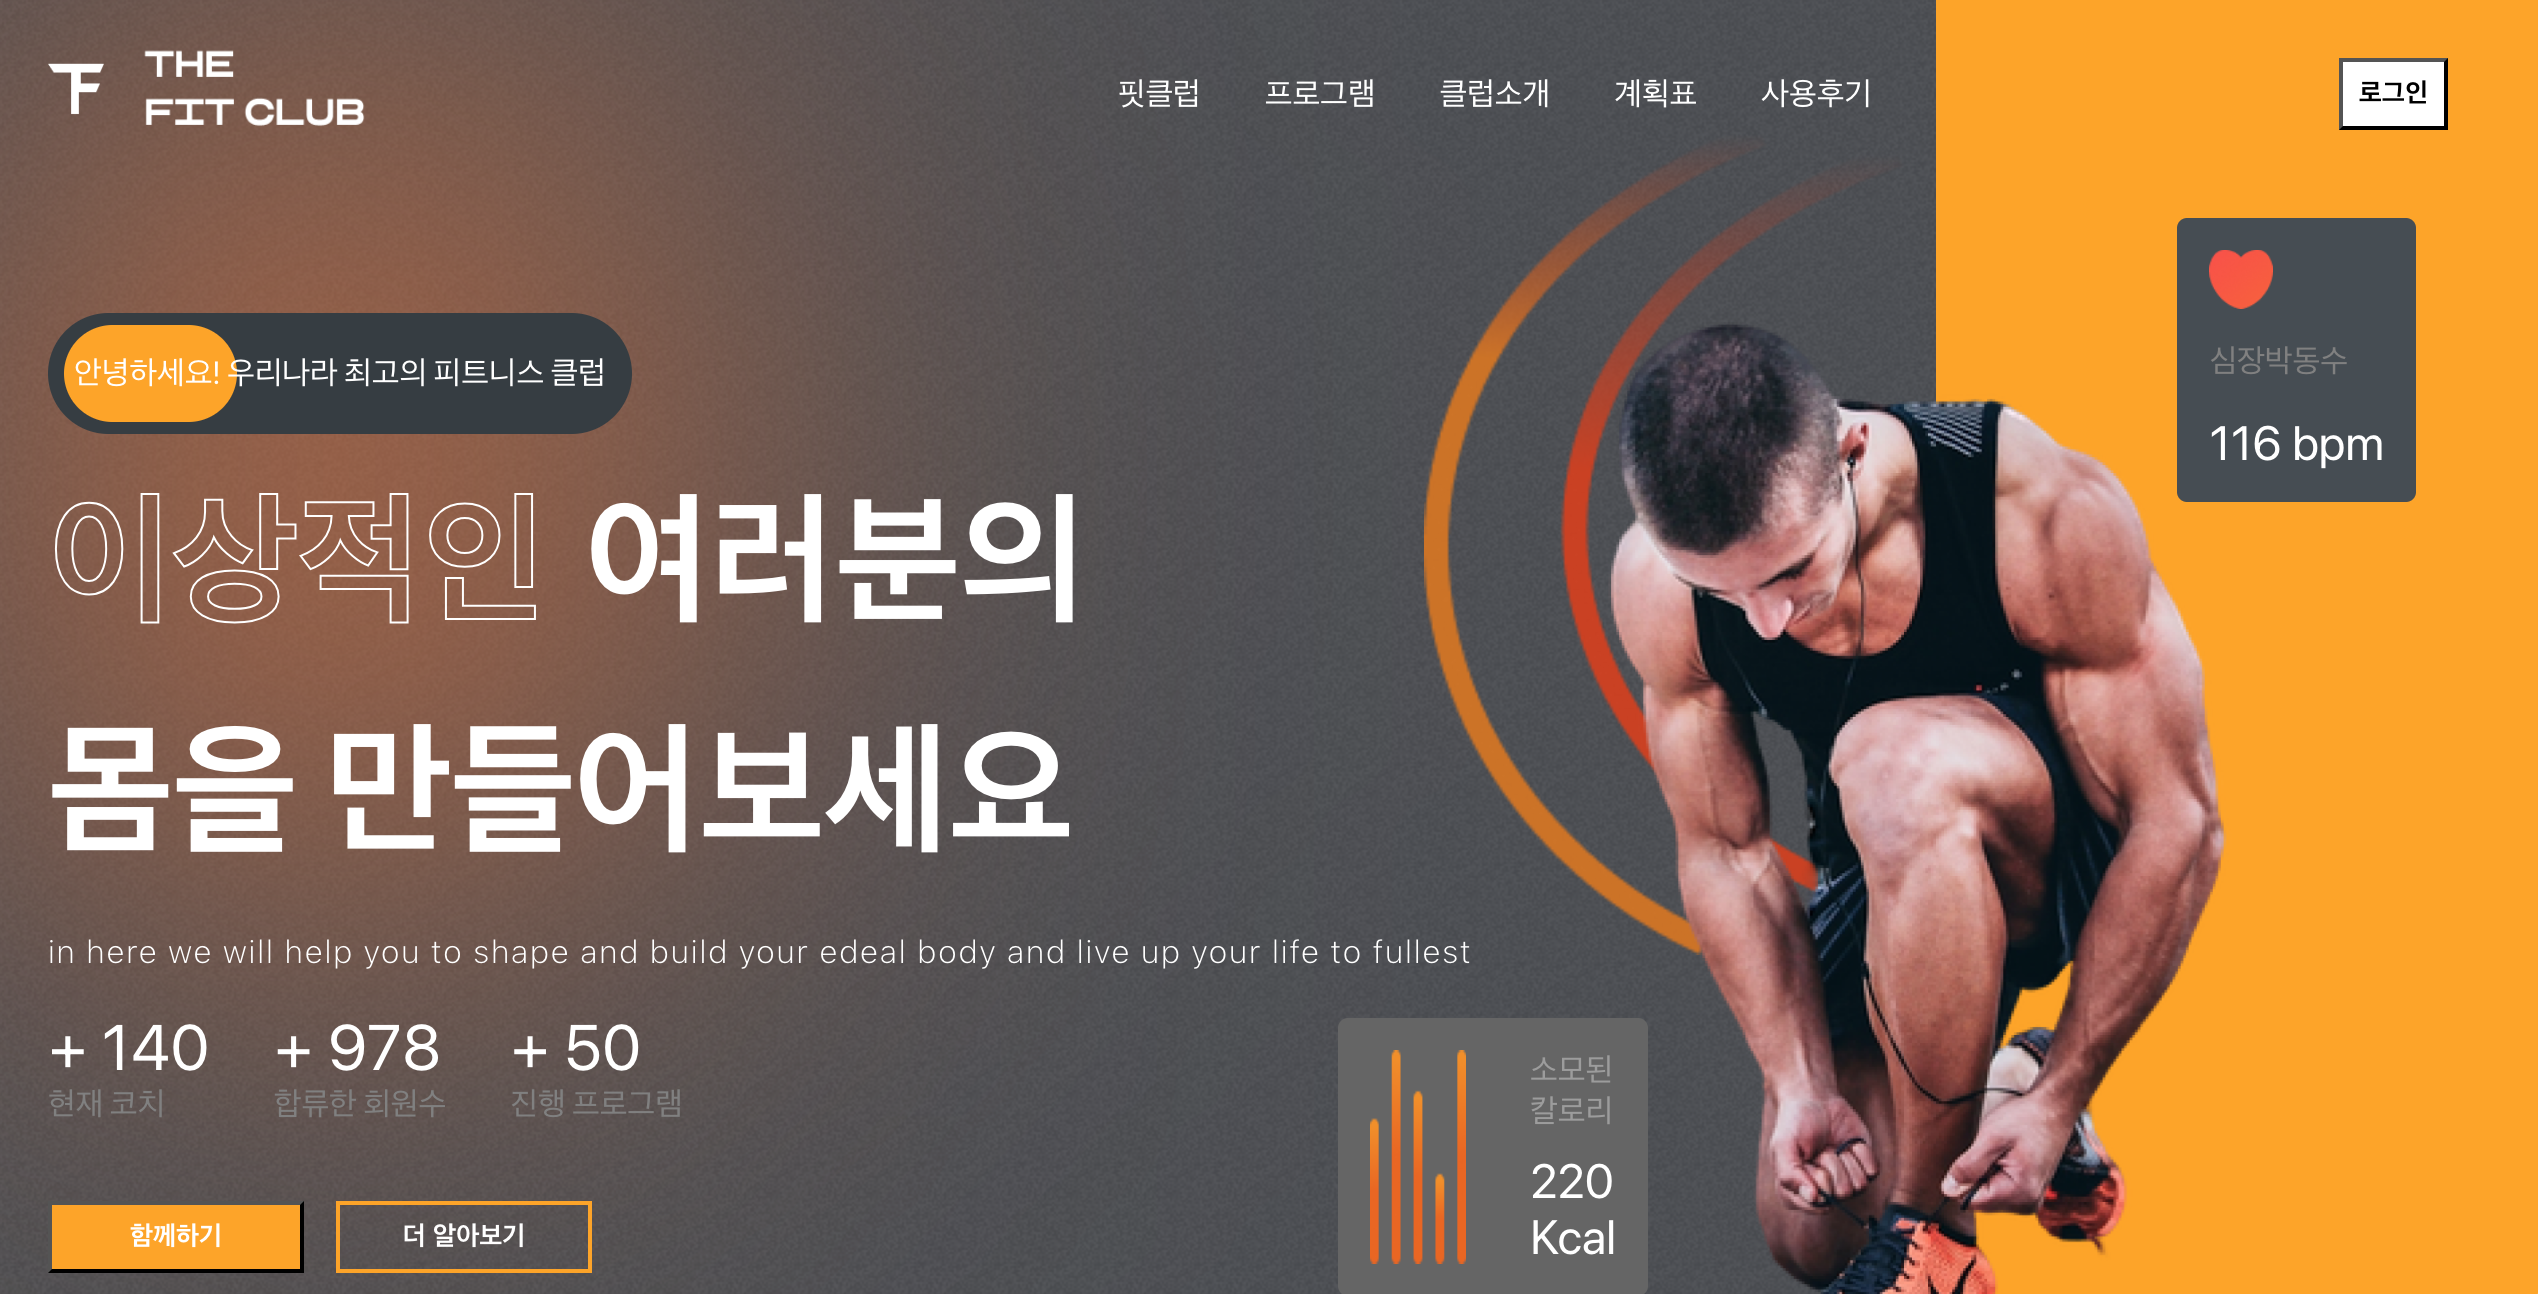 THE
FIT CLUB
핏클럽 프로그램 클럽소개 계획표 사용후기
로그인
안녕하세요! 우리나라 최고의 피트니스 클럽
이상적인 여러분의
몸을 만들어보세요
in here we will help you to shape and build your edeal body and live up your life to fullest
+ 140
현재 코치
+ 978
합류한 회원수
+ 50
진행 프로그램
함께하기
더 알아보기
심장박동수
116 bpm
소모된
칼로리
220
Kcal